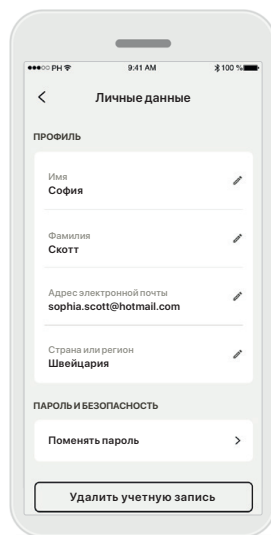 PH 9:41 AM 100 %
Личные данные
ПРОФИЛЬ
Имя
София
Фамилия
Скотт
Адрес электронной почты
sophia.scott@hotmail.com
Страна или регион
Швейцария
ПАРОЛЬ И БЕЗОПАСНОСТЬ
Поменять пароль
Удалить учетную запись